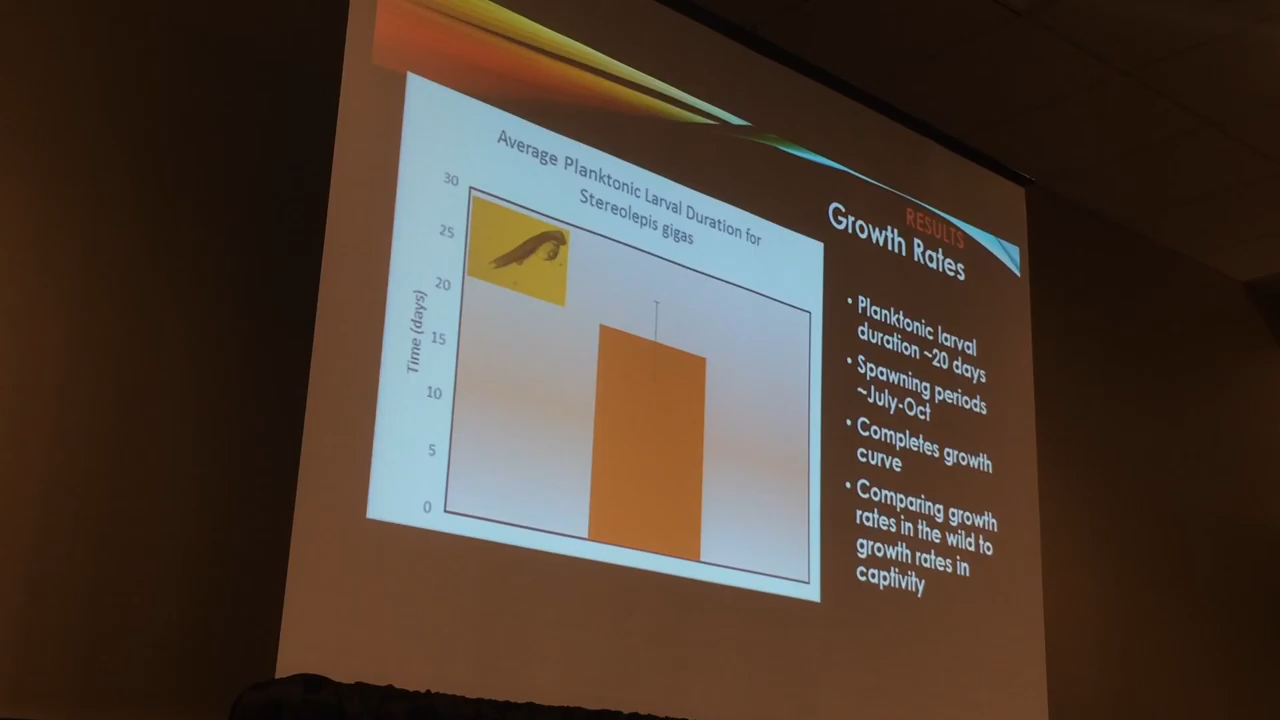 Average Planktonic Larval Duration for
Stereolepis gigas
30
25
20
15
10
5
0
Time (days)
RESULTS
Growth Rates
• Planktonic larval
duration ~20 days
• Spawning periods
~July-Oct
• Completes growth
curve
• Comparing growth
rates in the wild to
growth rates in
captivity